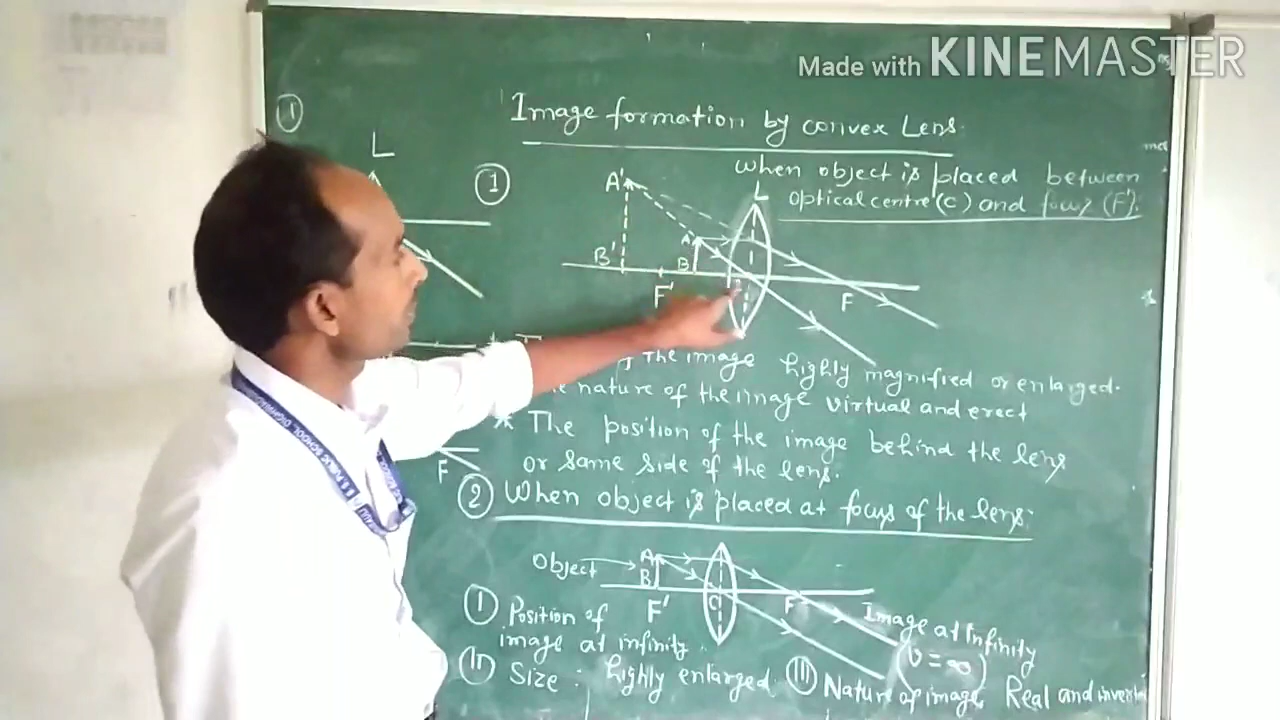 Made with KINEMASTER
1
Image formation by convex Lens.
L
1
when object is placed between
optical centre (C) and focus (F').
A'
L
A
B'
B
F'
F
the image highly magnified or enlarged.
nature of the image virtual and erect
* The position of the image behind the lens
or same side of the lens.
F
2 When object is placed at focus of the lens.
Object
A
B
F'
C
F
I Position of
image at infinity.
Image at Infinity
(v = ∞)
II Size : highly enlarged.
III Nature of image Real and